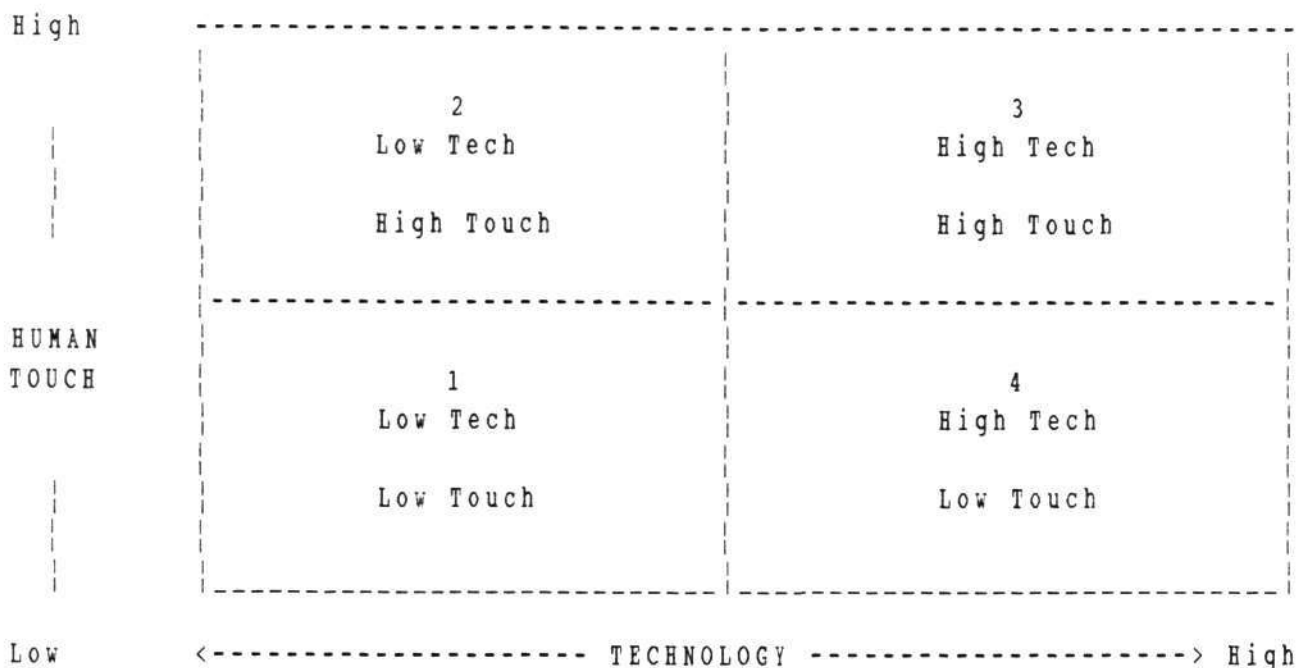 High
2 3
Low Tech High Tech
High Touch High Touch
HUMAN
TOUCH
1 4
Low Tech High Tech
Low Touch Low Touch
Low <-------------------- TECHNOLOGY --------------------> High